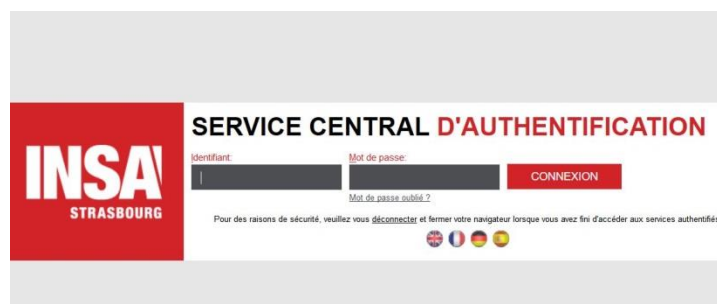 INSA
STRASBOURG
SERVICE CENTRAL D'AUTHENTIFICATION
Identifiant:
Mot de passe:
CONNEXION
Mot de passe oublié ?
Pour des raisons de sécurité, veuillez vous déconnecter et fermer votre navigateur lorsque vous avez fini d'accéder aux services authentifiés